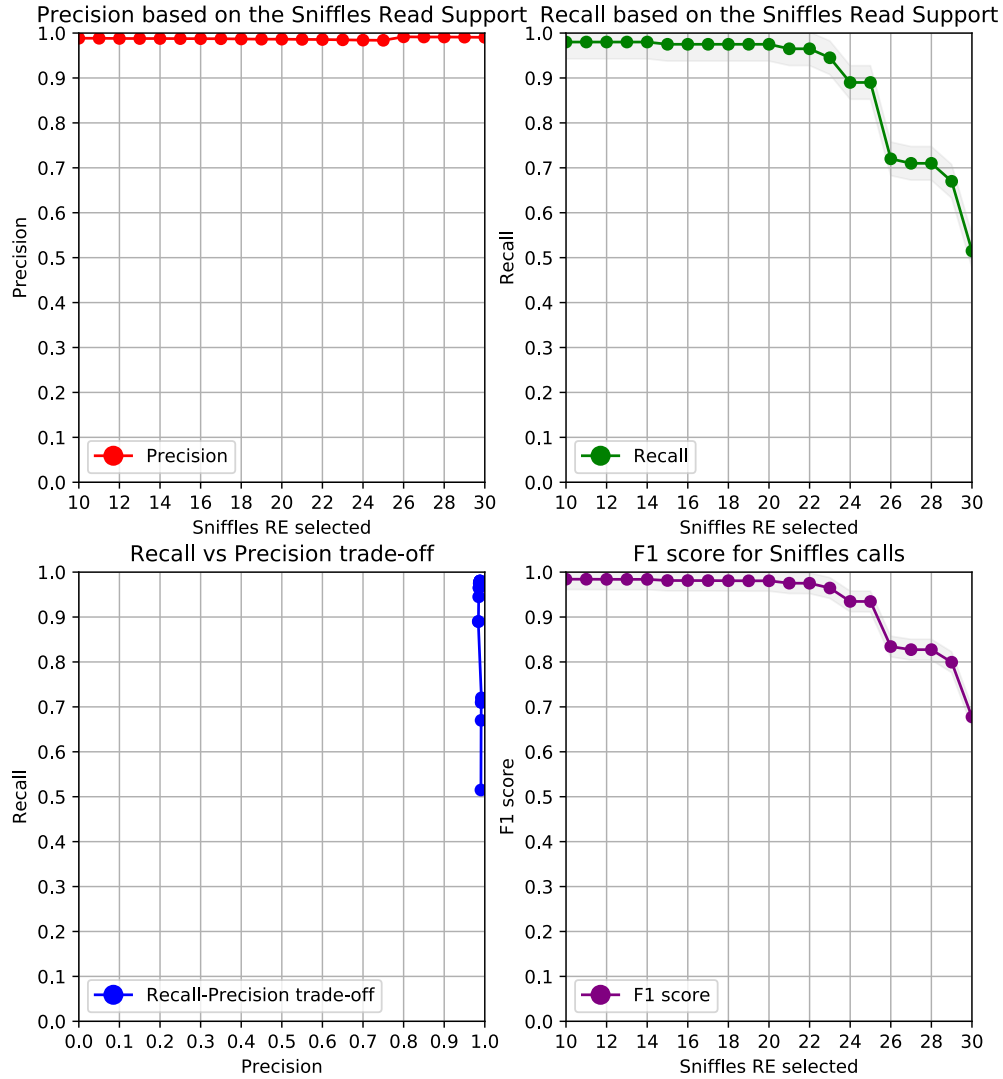 Precision based on the Sniffles Read Support
1.0
0.9
0.8
0.7
0.6
0.5
0.4
0.3
0.2
0.1
0.0
Precision
Precision
10 12 14 16 18 20 22 24 26 28 30
Sniffles RE selected
Recall based on the Sniffles Read Support
1.0
0.9
0.8
0.7
0.6
0.5
0.4
0.3
0.2
0.1
0.0
Recall
Recall
10 12 14 16 18 20 22 24 26 28 30
Sniffles RE selected
Recall vs Precision trade-off
1.0
0.9
0.8
0.7
0.6
0.5
0.4
0.3
0.2
0.1
0.0
Recall
Recall-Precision trade-off
0.0 0.1 0.2 0.3 0.4 0.5 0.6 0.7 0.8 0.9 1.0
Precision
F1 score for Sniffles calls
1.0
0.9
0.8
0.7
0.6
0.5
0.4
0.3
0.2
0.1
0.0
F1 score
F1 score
10 12 14 16 18 20 22 24 26 28 30
Sniffles RE selected